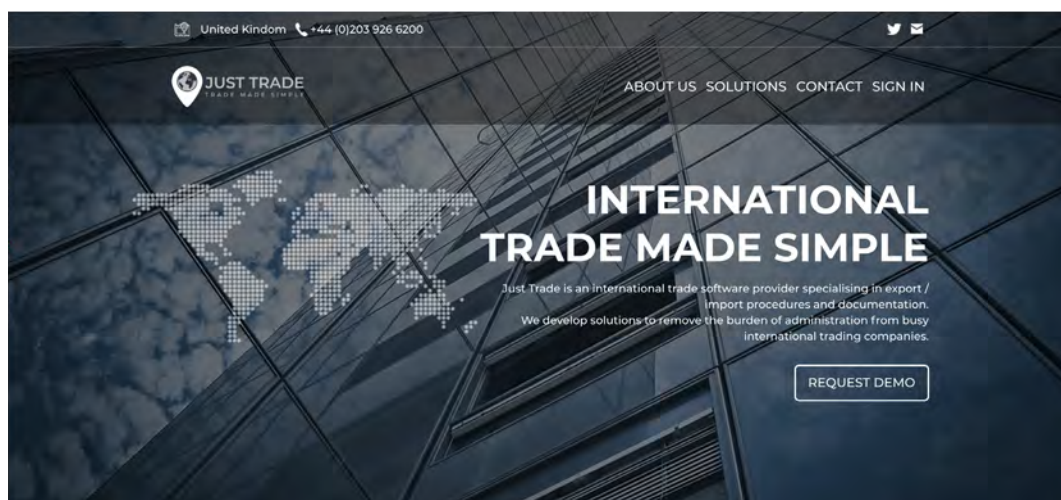 United Kindom +44 (0)203 926 6200
JUST TRADE
TRADE MADE SIMPLE
ABOUT US SOLUTIONS CONTACT SIGN IN
INTERNATIONAL
TRADE MADE SIMPLE
Just Trade is an international trade software provider specialising in export /
import procedures and documentation.
We develop solutions to remove the burden of administration from busy
international trading companies.
REQUEST DEMO